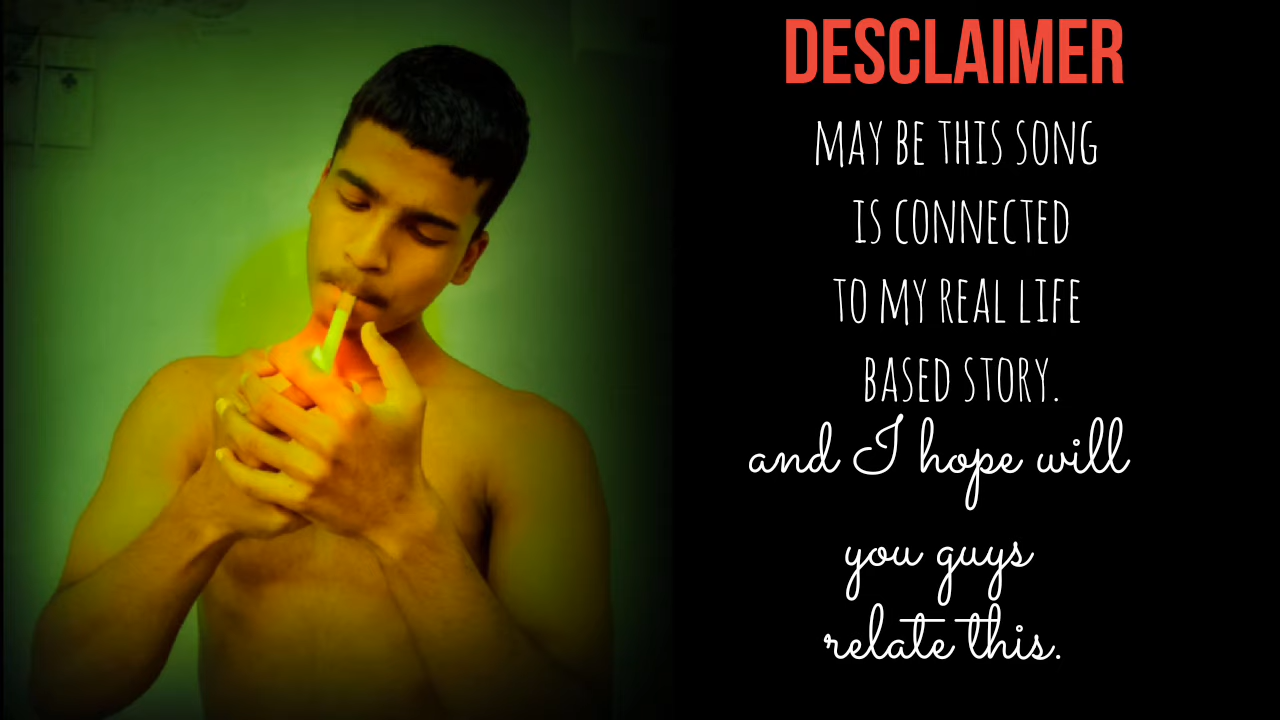 DESCLAIMER
MAY BE THIS SONG
IS CONNECTED
TO MY REAL LIFE
BASED STORY.
and I hope will
you guys
relate this.